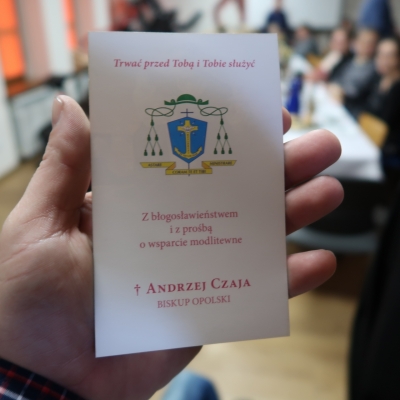 Trwać przed Tobą i Tobie służyć
Z błogosławieństwem
i z prośbą
o wsparcie modlitewne
† Andrzej Czaja
BISKUP OPOLSKI